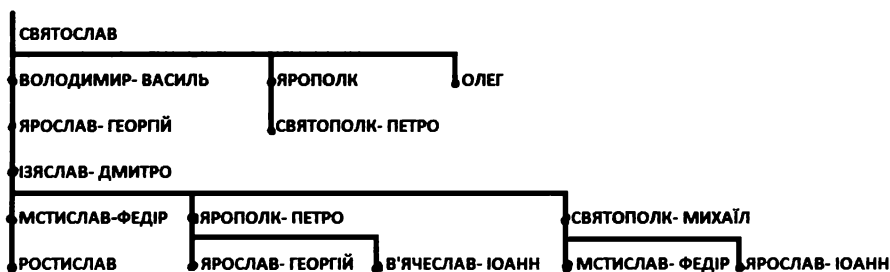 СВЯТОСЛАВ
ВОЛОДИМИР- ВАСИЛЬ ЯРОПОЛК ОЛЕГ
ЯРОСЛАВ- ГЕОРГІЙ СВЯТОПОЛК- ПЕТРО
ІЗЯСЛАВ- ДМИТРО
МСТИСЛАВ-ФЕДІР ЯРОПОЛК- ПЕТРО СВЯТОПОЛК- МИХАЇЛ
РОСТИСЛАВ ЯРОСЛАВ- ГЕОРГІЙ В'ЯЧЕСЛАВ- ІОАНН МСТИСЛАВ- ФЕДІР ЯРОСЛАВ- ІОАНН